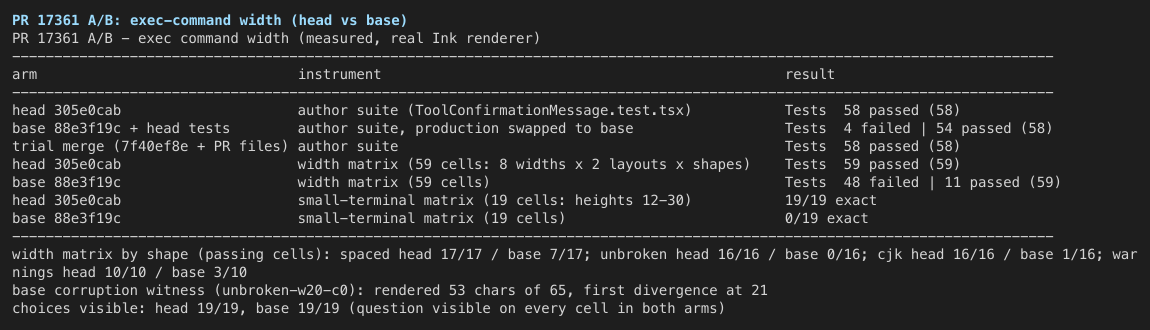 PR 17361 A/B: exec-command width (head vs base)
PR 17361 A/B - exec command width (measured, real Ink renderer)
arm instrument result
head 305e0cab author suite (ToolConfirmationMessage.test.tsx) Tests 58 passed (58)
base 88e3f19c + head tests author suite, production swapped to base Tests 4 failed | 54 passed (58)
trial merge (7f40ef8e + PR files) author suite Tests 58 passed (58)
head 305e0cab width matrix (59 cells: 8 widths x 2 layouts x shapes) Tests 59 passed (59)
base 88e3f19c width matrix (59 cells) Tests 48 failed | 11 passed (59)
head 305e0cab small-terminal matrix (19 cells: heights 12-30) 19/19 exact
base 88e3f19c small-terminal matrix (19 cells) 0/19 exact
width matrix by shape (passing cells): spaced head 17/17 / base 7/17; unbroken head 16/16 / base 0/16; cjk head 16/16 / base 1/16; war
nings head 10/10 / base 3/10
base corruption witness (unbroken-w20-c0): rendered 53 chars of 65, first divergence at 21
choices visible: head 19/19, base 19/19 (question visible on every cell in both arms)